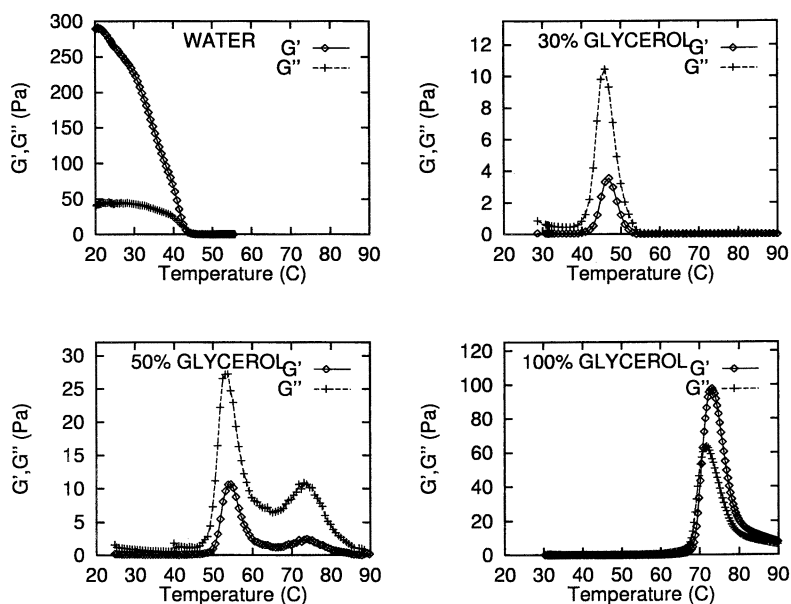 WATER
G'
G''
300
250
200
150
100
50
0
G',G'' (Pa)
20 30 40 50 60 70 80 90
Temperature (C)
30% GLYCEROL
G'
G''
12
10
8
6
4
2
0
G',G'' (Pa)
20 30 40 50 60 70 80 90
Temperature (C)
50% GLYCEROL
G'
G''
30
25
20
15
10
5
0
G',G'' (Pa)
20 30 40 50 60 70 80 90
Temperature (C)
100% GLYCEROL
G'
G''
120
100
80
60
40
20
0
G',G'' (Pa)
20 30 40 50 60 70 80 90
Temperature (C)